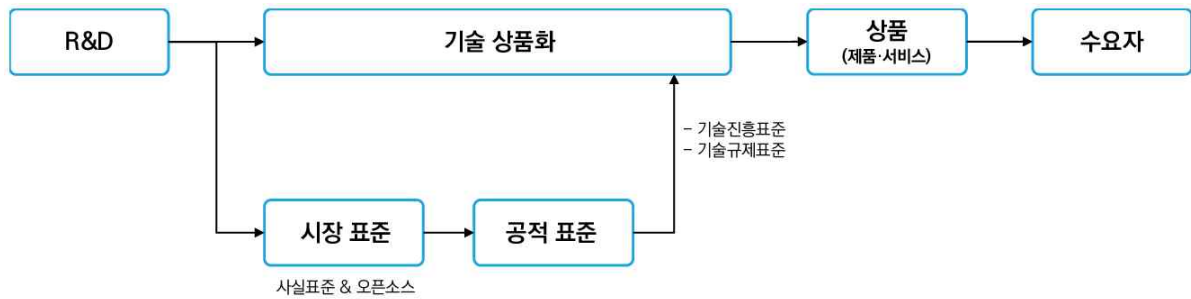 R&D
기술 상품화
상품
(제품·서비스)
수요자
- 기술진흥표준
- 기술규제표준
시장 표준
공적 표준
사실표준 & 오픈소스